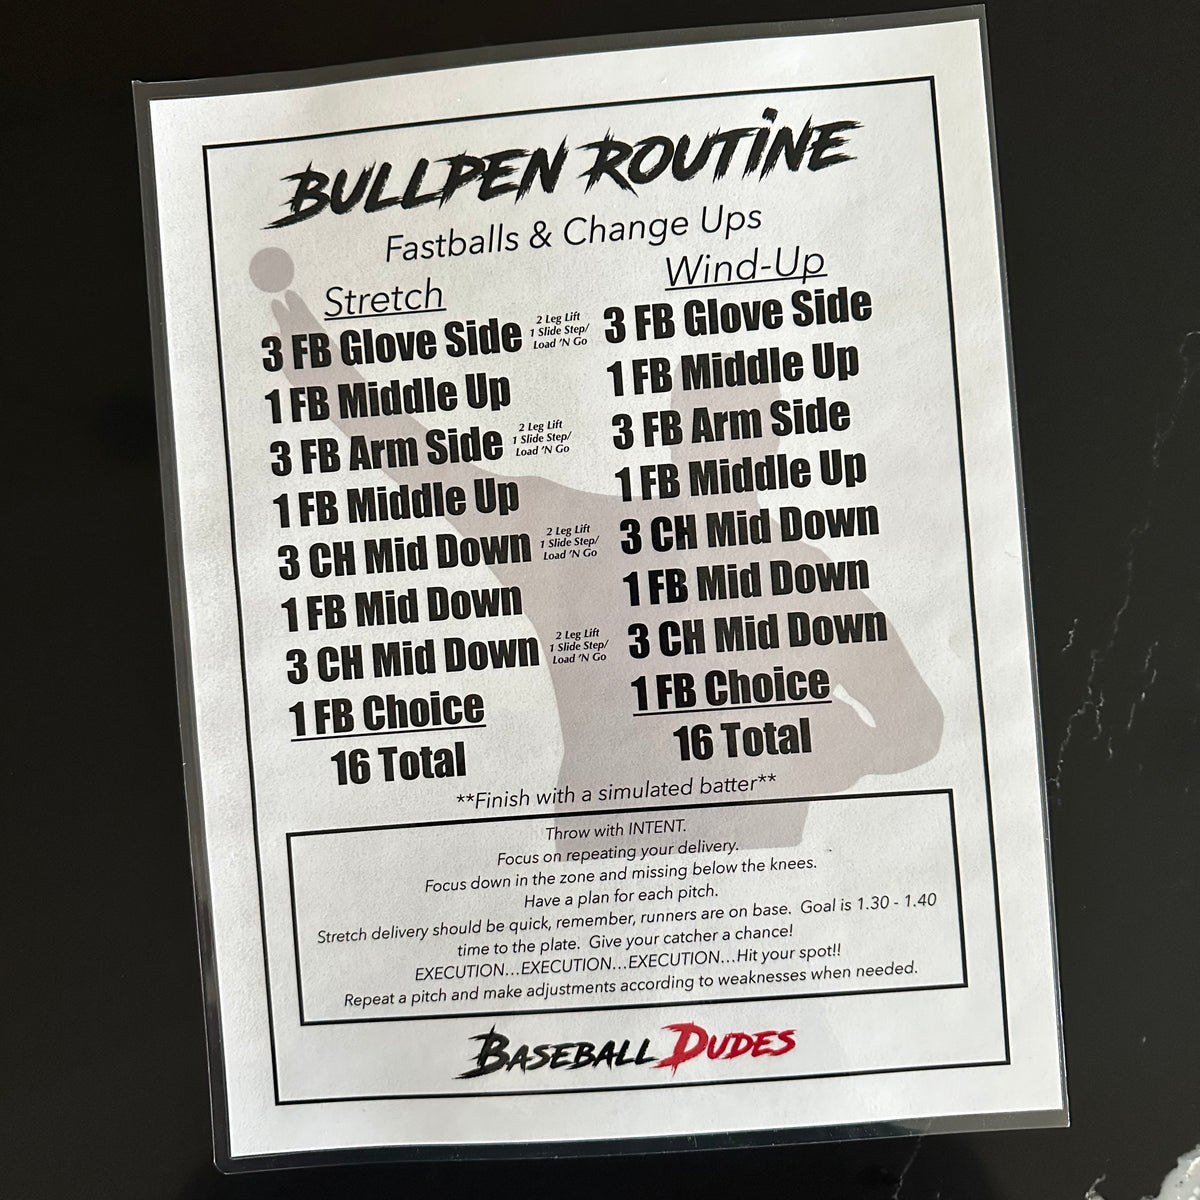 BULLPEN ROUTINE
Fastballs & Change Ups
Stretch
3 FB Glove Side
2 Leg Lift
1 Slide Step/
Load 'N Go
1 FB Middle Up
3 FB Arm Side
2 Leg Lift
1 Slide Step/
Load 'N Go
1 FB Middle Up
3 CH Mid Down
2 Leg Lift
1 Slide Step/
Load 'N Go
1 FB Mid Down
3 CH Mid Down
2 Leg Lift
1 Slide Step/
Load 'N Go
1 FB Choice
16 Total
Wind-Up
3 FB Glove Side
1 FB Middle Up
3 FB Arm Side
1 FB Middle Up
3 CH Mid Down
1 FB Mid Down
3 CH Mid Down
1 FB Choice
16 Total
**Finish with a simulated batter**
Throw with INTENT.
Focus on repeating your delivery.
Focus down in the zone and missing below the knees.
Have a plan for each pitch.
Stretch delivery should be quick, remember, runners are on base. Goal is 1.30 - 1.40
time to the plate. Give your catcher a chance!
EXECUTION...EXECUTION...EXECUTION...Hit your spot!!
Repeat a pitch and make adjustments according to weaknesses when needed.
BASEBALL DUDES